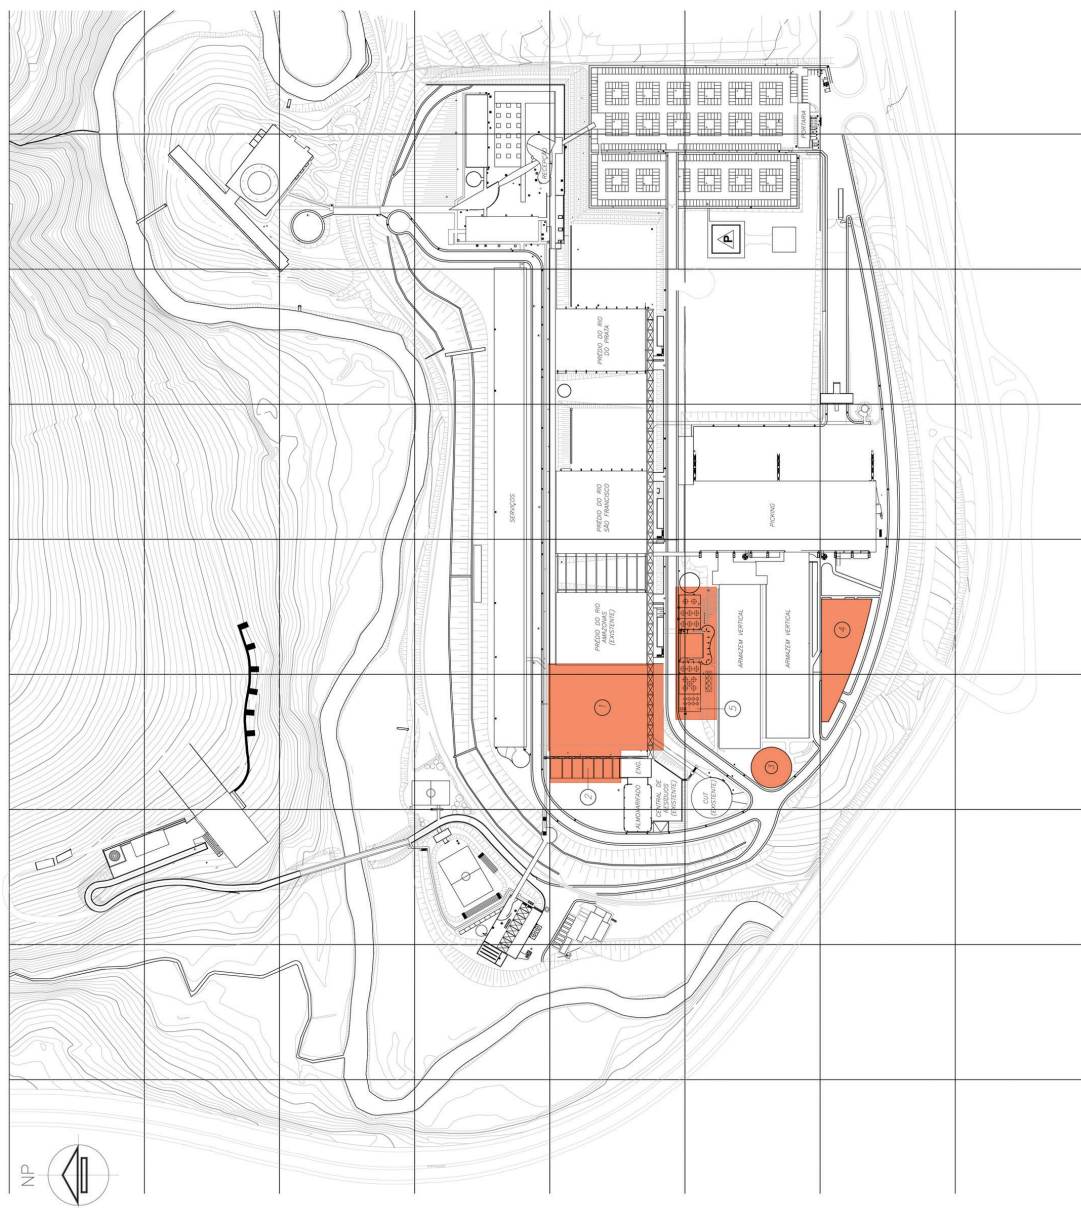 PORTARIA
RECEPÇÃO
P
PRÉDIO DO RIO
DO PRATA
SERVIÇOS
PRÉDIO DO RIO
SÃO FRANCISCO
PICKING
PRÉDIO DO RIO
AMAZONAS
(EXISTENTE)
ARMAZEM VERTICAL
ARMAZEM VERTICAL
4
1
5
3
2
ENG.
ALMOXARIFADO
CENTRAL DE
RESÍDUOS
(EXISTENTE)
CUT
(EXISTENTE)
NP